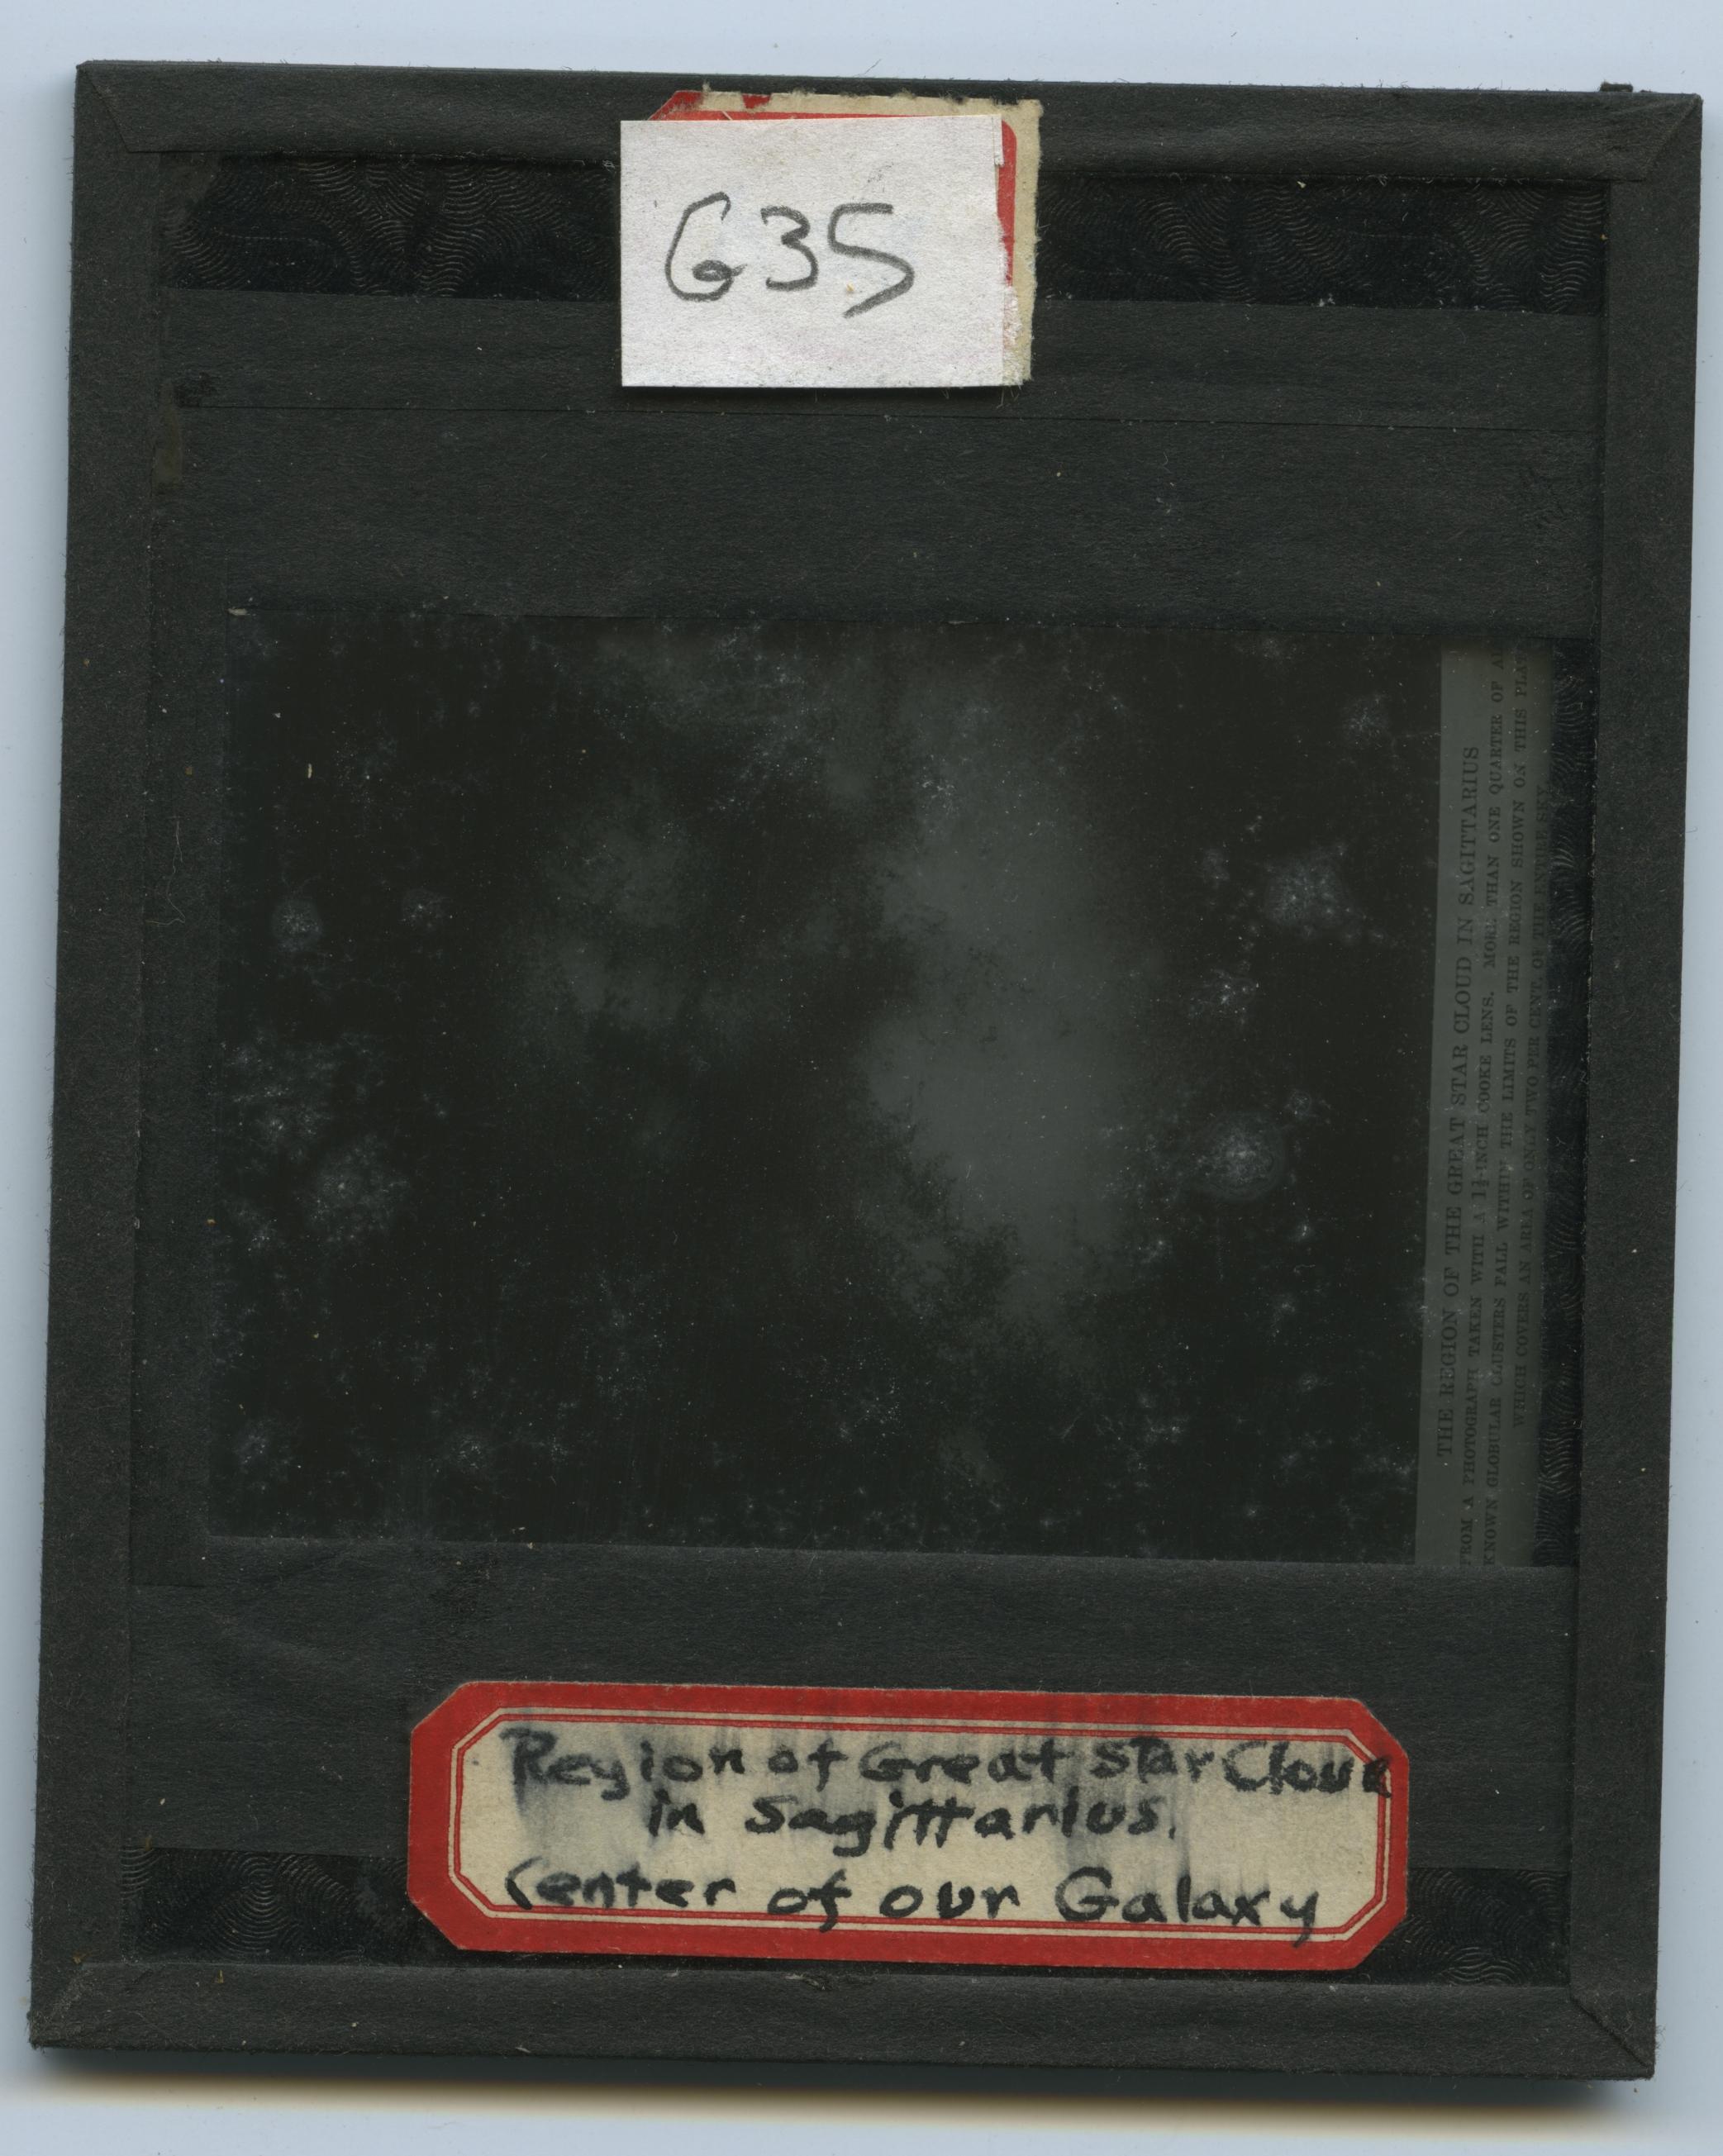 G35
THE REGION OF THE GREAT STAR CLOUD IN SAGITTARIUS
FROM A PHOTOGRAPH TAKEN WITH A 1½-INCH COOKE LENS. MORE THAN ONE QUARTER OF
KNOWN GLOBULAR CLUSTERS FALL WITHIN THE LIMITS OF THE REGION SHOWN ON THIS
WHICH COVERS AN AREA OF ONLY TWO PER CENT. OF THE ENTIRE SKY
Region of Great Star Cloud
in Sagittarius.
Center of our Galaxy